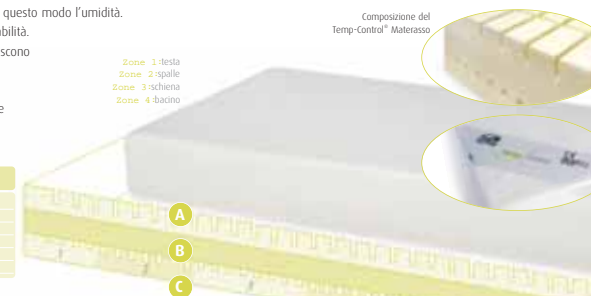 questo modo l'umidità.
abilità.
scono
e
Composizione del
Temp-Control® Materasso
Zone 1:testa
Zone 2:spalle
Zone 3:schiena
Zone 4:bacino
A
B
C